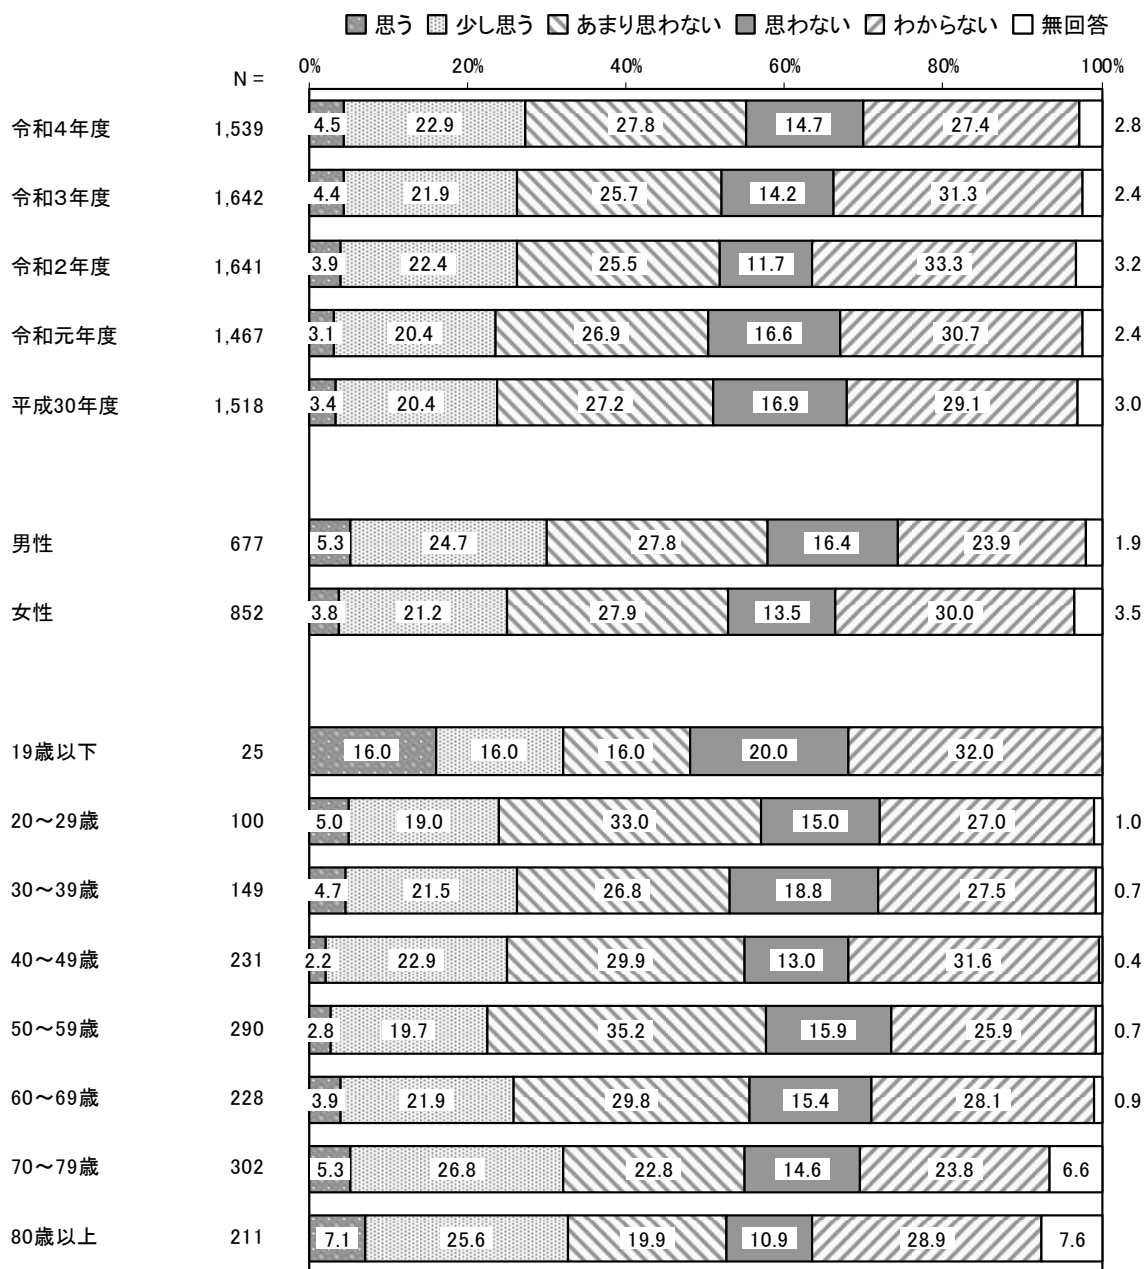 思う 少し思う あまり思わない 思わない わからない 無回答
N = 0% 20% 40% 60% 80% 100%
令和4年度 1,539 4.5 22.9 27.8 14.7 27.4 2.8
令和3年度 1,642 4.4 21.9 25.7 14.2 31.3 2.4
令和2年度 1,641 3.9 22.4 25.5 11.7 33.3 3.2
令和元年度 1,467 3.1 20.4 26.9 16.6 30.7 2.4
平成30年度 1,518 3.4 20.4 27.2 16.9 29.1 3.0
男性 677 5.3 24.7 27.8 16.4 23.9 1.9
女性 852 3.8 21.2 27.9 13.5 30.0 3.5
19歳以下 25 16.0 16.0 16.0 20.0 32.0
20～29歳 100 5.0 19.0 33.0 15.0 27.0 1.0
30～39歳 149 4.7 21.5 26.8 18.8 27.5 0.7
40～49歳 231 2.2 22.9 29.9 13.0 31.6 0.4
50～59歳 290 2.8 19.7 35.2 15.9 25.9 0.7
60～69歳 228 3.9 21.9 29.8 15.4 28.1 0.9
70～79歳 302 5.3 26.8 22.8 14.6 23.8 6.6
80歳以上 211 7.1 25.6 19.9 10.9 28.9 7.6